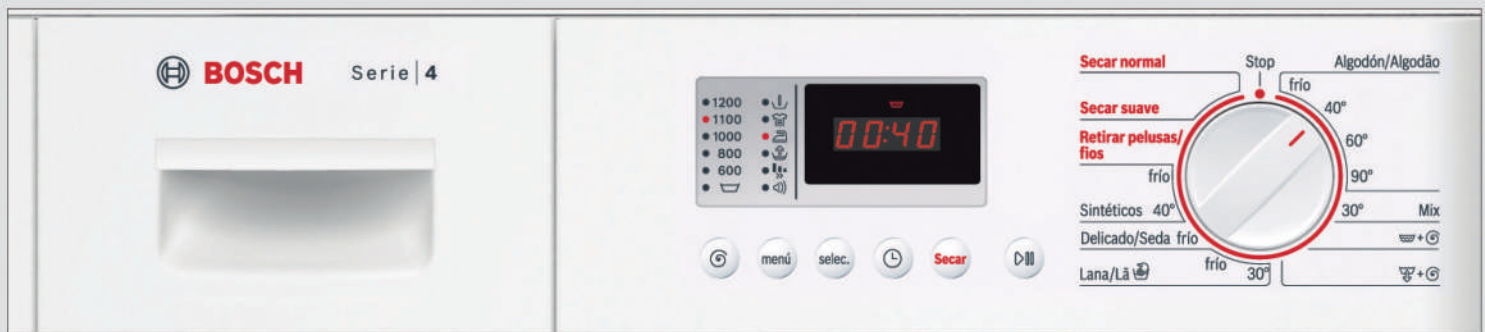 BOSCH
Serie | 4
1200
1100
1000
800
600
00:40
menú
selec.
Secar
Secar normal
Stop
Algodón/Algodão
frío
Secar suave
40°
Retirar pelusas/
fios
60°
frío
90°
Sintéticos 40°
30°
Mix
Delicado/Seda frío
+
frío
Lana/Lã
30°
+